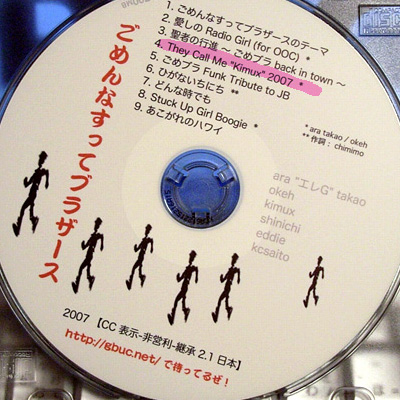 1. ごめんなすってブラザースのテーマ
2. 愛しの Radio Girl (for OOC) *
3. 聖者の行進 ～ ごめブラ back in town ～
4. They Call Me "Kimux" 2007 *
5. ごめブラ Funk Tribute to JB
6. ひがないちにち **
7. どんな時でも
8. Stuck Up Girl Boogie *
9. あこがれのハワイ
* ara takao / okeh
** 作詞： chimimo
ara "エレG" takao
okeh
kimux
shinichi
eddie
kcsaito
ごめんなすってブラザース
2007 【CC 表示-非営利-継承 2.1 日本】
http://gbuc.net/ で待ってるぜ！